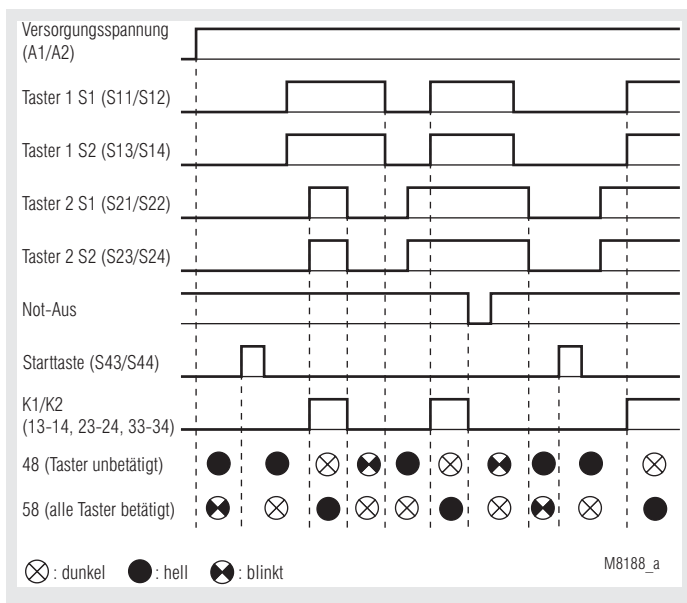 Versorgungsspannung
(A1/A2)
Taster 1 S1 (S11/S12)
Taster 1 S2 (S13/S14)
Taster 2 S1 (S21/S22)
Taster 2 S2 (S23/S24)
Not-Aus
Starttaste (S43/S44)
K1/K2
(13-14, 23-24, 33-34)
48 (Taster unbetätigt)
58 (alle Taster betätigt)
: dunkel : hell : blinkt
M8188_a